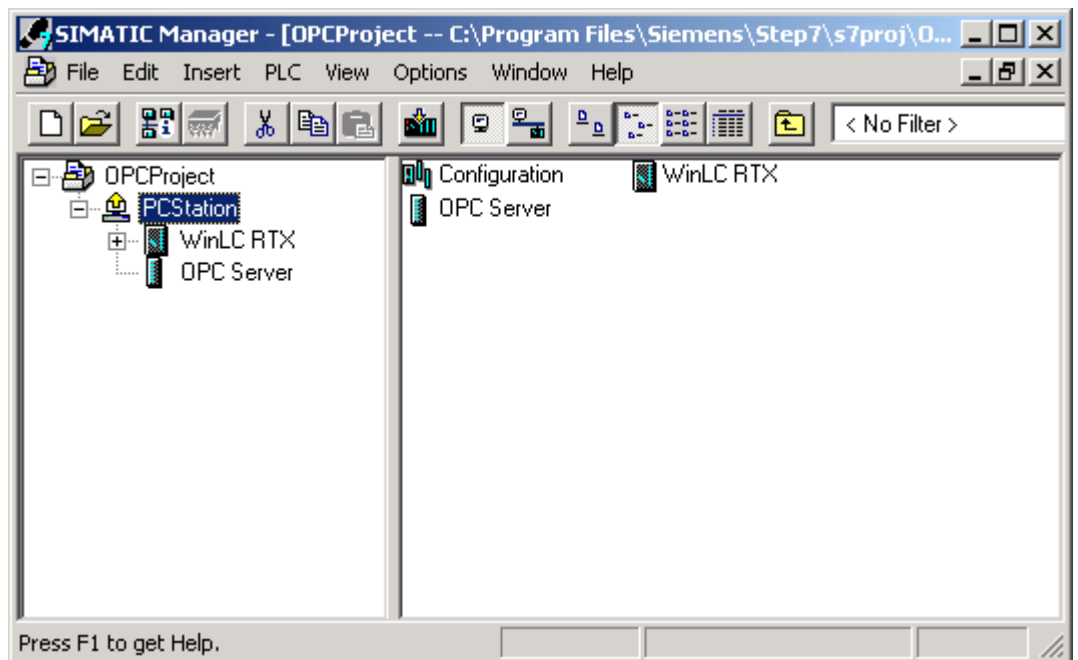 SIMATIC Manager - [OPCProject -- C:\Program Files\Siemens\Step7\s7proj\O...
File Edit Insert PLC View Options Window Help
< No Filter >
OPCProject
PCStation
WinLC RTX
OPC Server
Configuration WinLC RTX
OPC Server
Press F1 to get Help.